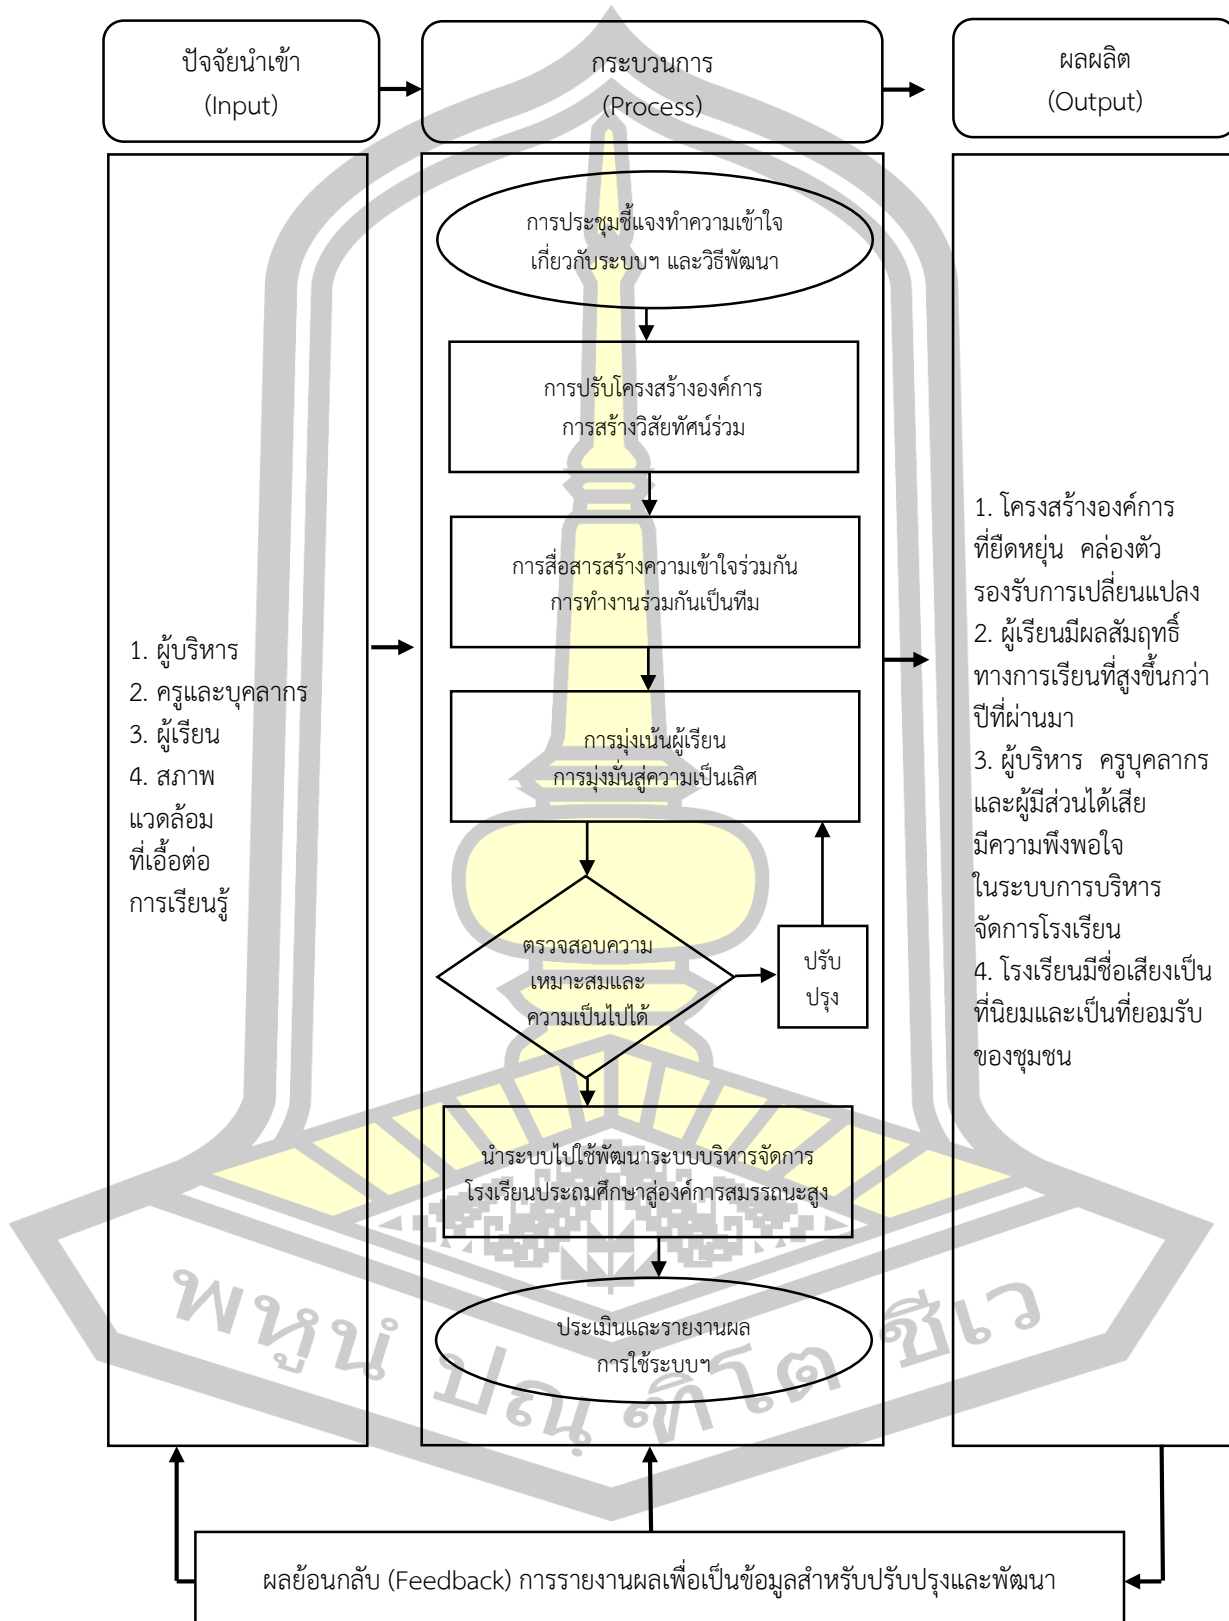 ปัจจัยนำเข้า
(Input)
กระบวนการ
(Process)
ผลผลิต
(Output)
1. ผู้บริหาร
2. ครูและบุคลากร
3. ผู้เรียน
4. สภาพ
แวดล้อม
ที่เอื้อต่อ
การเรียนรู้
การประชุมชี้แจงทำความเข้าใจ
เกี่ยวกับระบบฯ และวิธีพัฒนา
การปรับโครงสร้างองค์การ
การสร้างวิสัยทัศน์ร่วม
การสื่อสารสร้างความเข้าใจร่วมกัน
การทำงานร่วมกันเป็นทีม
การมุ่งเน้นผู้เรียน
การมุ่งมั่นสู่ความเป็นเลิศ
ตรวจสอบความ
เหมาะสมและ
ความเป็นไปได้
ปรับ
ปรุง
นำระบบไปใช้พัฒนาระบบบริหารจัดการ
โรงเรียนประถมศึกษาสู่องค์การสมรรถนะสูง
ประเมินและรายงานผล
การใช้ระบบฯ
1. โครงสร้างองค์การ
ที่ยืดหยุ่น คล่องตัว
รองรับการเปลี่ยนแปลง
2. ผู้เรียนมีผลสัมฤทธิ์
ทางการเรียนที่สูงขึ้นกว่า
ปีที่ผ่านมา
3. ผู้บริหาร ครูบุคลากร
และผู้มีส่วนได้เสีย
มีความพึงพอใจ
ในระบบการบริหาร
จัดการโรงเรียน
4. โรงเรียนมีชื่อเสียงเป็น
ที่นิยมและเป็นที่ยอมรับ
ของชุมชน
พหูนํ ปณฺฑิโต ชีเว
ผลย้อนกลับ (Feedback) การรายงานผลเพื่อเป็นข้อมูลสำหรับปรับปรุงและพัฒนา